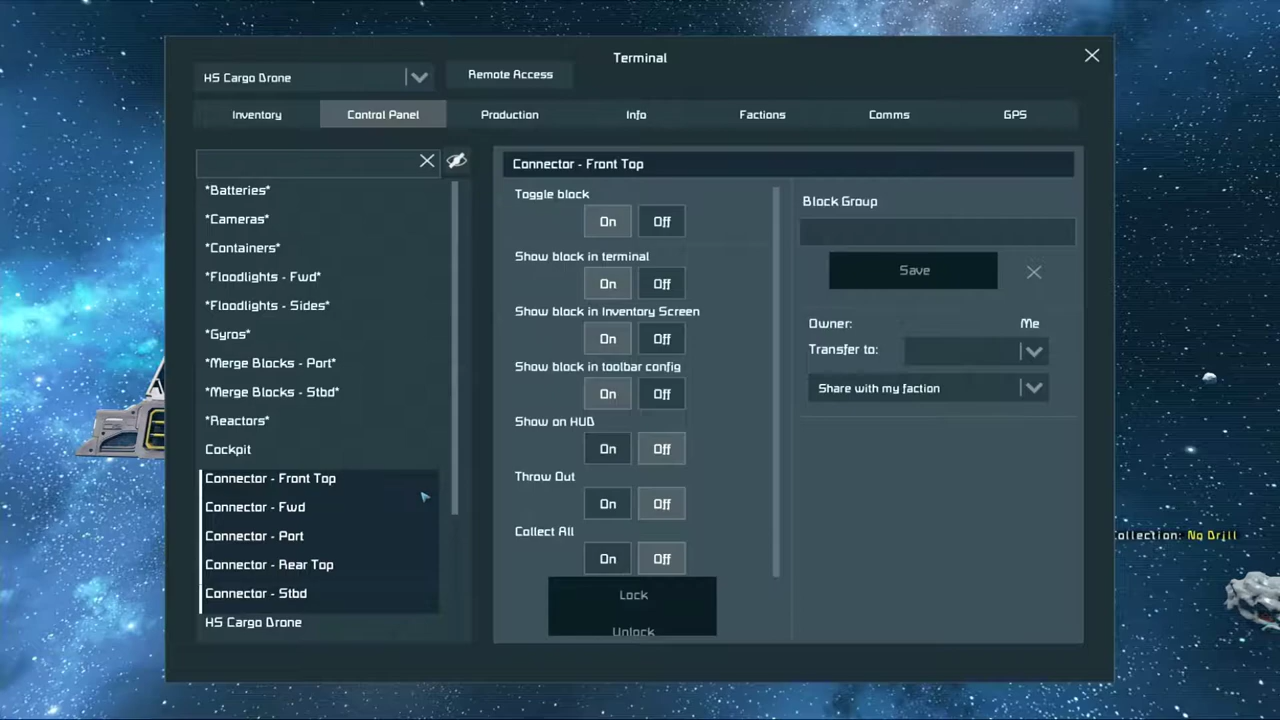 Terminal
HS Cargo Drone
Remote Access
Inventory
Control Panel
Production
Info
Factions
Comms
GPS
*Batteries*
*Cameras*
*Containers*
*Floodlights - Fwd*
*Floodlights - Sides*
*Gyros*
*Merge Blocks - Port*
*Merge Blocks - Stbd*
*Reactors*
Cockpit
Connector - Front Top
Connector - Fwd
Connector - Port
Connector - Rear Top
Connector - Stbd
HS Cargo Drone
Connector - Front Top
Toggle block
On Off
Show block in terminal
On Off
Show block in Inventory Screen
On Off
Show block in toolbar config
On Off
Show on HUD
On Off
Throw Out
On Off
Collect All
On Off
Lock
Unlock
Block Group
Save
Owner: Me
Transfer to:
Share with my faction
ollection: Ng Drill